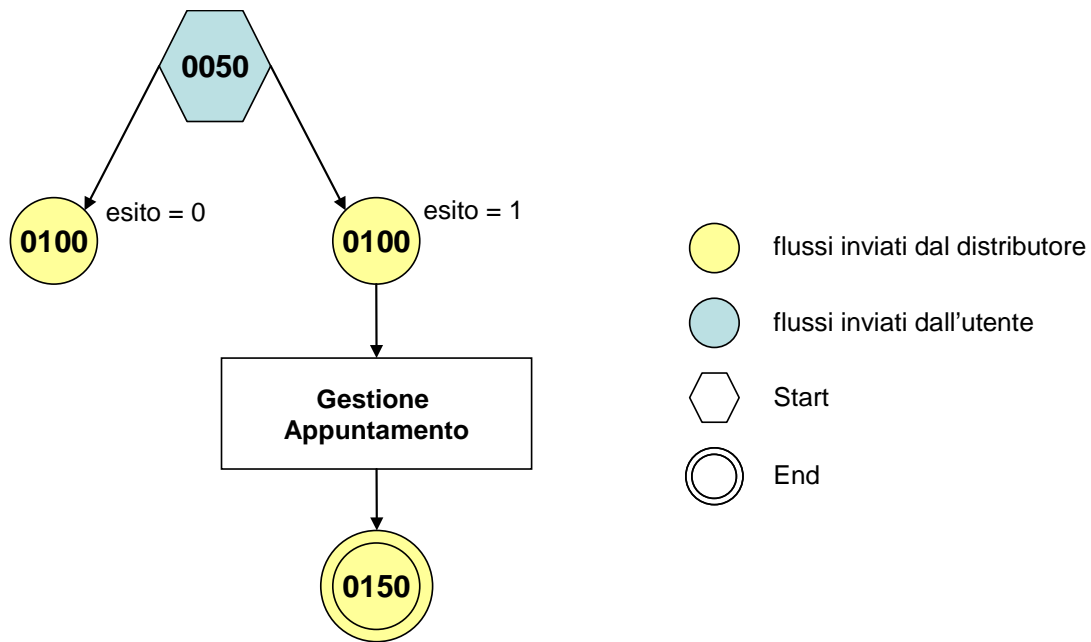 0050
esito = 0
esito = 1
0100
0100
flussi inviati dal distributore
flussi inviati dall'utente
Gestione
Appuntamento
Start
End
0150